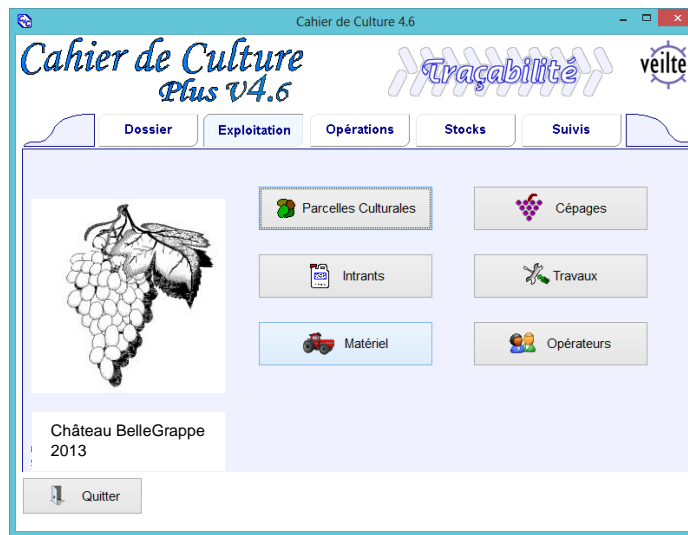 Cahier de Culture 4.6
Cahier de Culture
Plus v4.6
Traçabilité
veilte
Dossier
Exploitation
Opérations
Stocks
Suivis
Parcelles Culturales
Cépages
Intrants
Travaux
Matériel
Opérateurs
Château BelleGrappe
2013
Quitter